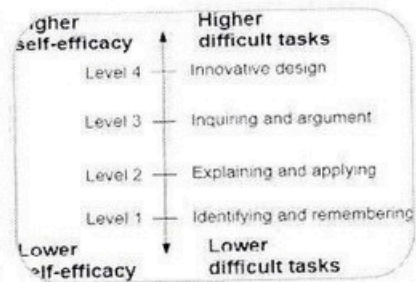 igher Higher
self-efficacy difficult tasks
Level 4 Innovative design
Level 3 Inquiring and argument
Level 2 Explaining and applying
Level 1 Identifying and remembering
Lower Lower
elf-efficacy difficult tasks